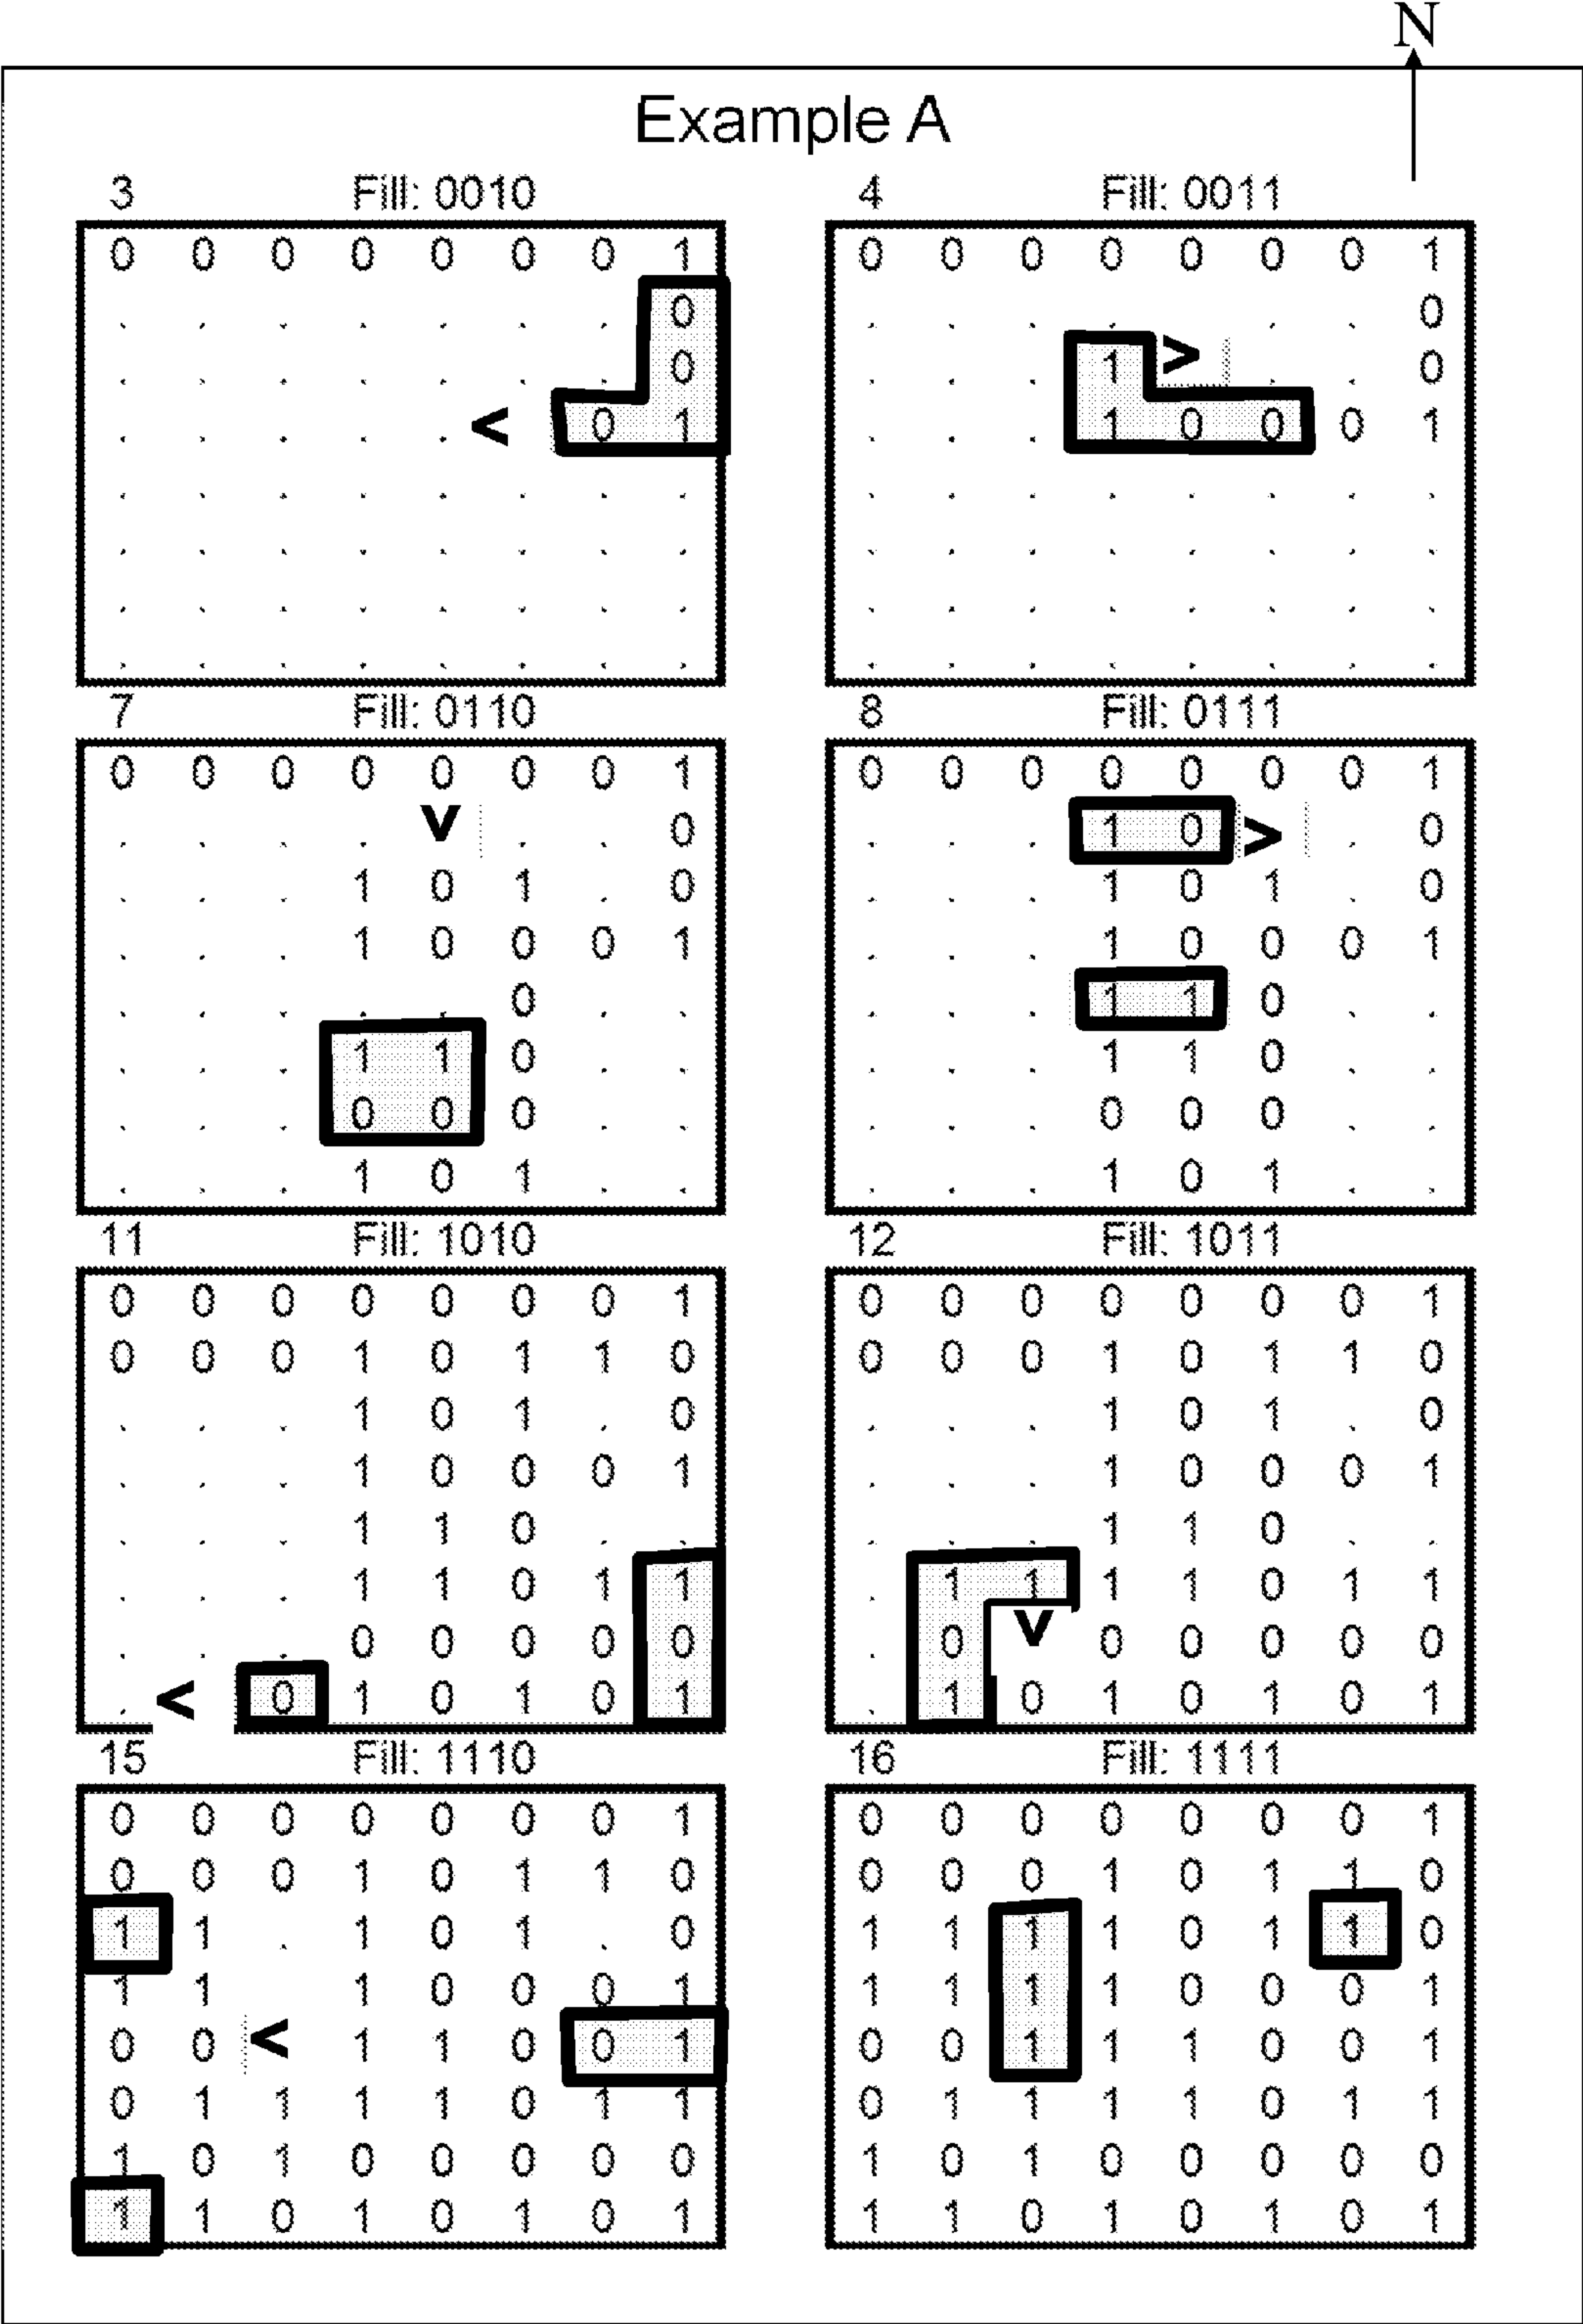 N
Example A
3 Fill: 0010
0 0 0 0 0 0 0 1
. . . . . . . 0
. . . . . . . 0
. . . . . < 0 1
. . . . . . . .
. . . . . . . .
. . . . . . . .
. . . . . . . .
4 Fill: 0011
0 0 0 0 0 0 0 1
. . . . . . . 0
. . . 1 > . . 0
. . . 1 0 0 0 1
. . . . . . . .
. . . . . . . .
. . . . . . . .
. . . . . . . .
7 Fill: 0110
0 0 0 0 0 0 0 1
. . . . v . . 0
. . . 1 0 1 . 0
. . . 1 0 0 0 1
. . . . . 0 . .
. . . 1 1 0 . .
. . . 0 0 0 . .
. . . 1 0 1 . .
8 Fill: 0111
0 0 0 0 0 0 0 1
. . . 1 0 > . 0
. . . 1 0 1 . 0
. . . 1 0 0 0 1
. . . 1 1 0 . .
. . . 1 1 0 . .
. . . 0 0 0 . .
. . . 1 0 1 . .
11 Fill: 1010
0 0 0 0 0 0 0 1
0 0 0 1 0 1 1 0
. . . 1 0 1 . 0
. . . 1 0 0 0 1
. . . 1 1 0 . .
. . . 1 1 0 1 1
. . . 0 0 0 0 0
. < 0 1 0 1 0 1
12 Fill: 1011
0 0 0 0 0 0 0 1
0 0 0 1 0 1 1 0
. . . 1 0 1 . 0
. . . 1 0 0 0 1
. . . 1 1 0 . .
. 1 1 1 1 0 1 1
. 0 v 0 0 0 0 0
. 1 0 1 0 1 0 1
15 Fill: 1110
0 0 0 0 0 0 0 1
0 0 0 1 0 1 1 0
1 1 . 1 0 1 . 0
1 1 . 1 0 0 0 1
0 0 < 1 1 0 0 1
0 1 1 1 1 0 1 1
1 0 1 0 0 0 0 0
1 1 0 1 0 1 0 1
16 Fill: 1111
0 0 0 0 0 0 0 1
0 0 0 1 0 1 1 0
1 1 1 1 0 1 1 0
1 1 1 1 0 0 0 1
0 0 1 1 1 0 0 1
0 1 1 1 1 0 1 1
1 0 1 0 0 0 0 0
1 1 0 1 0 1 0 1